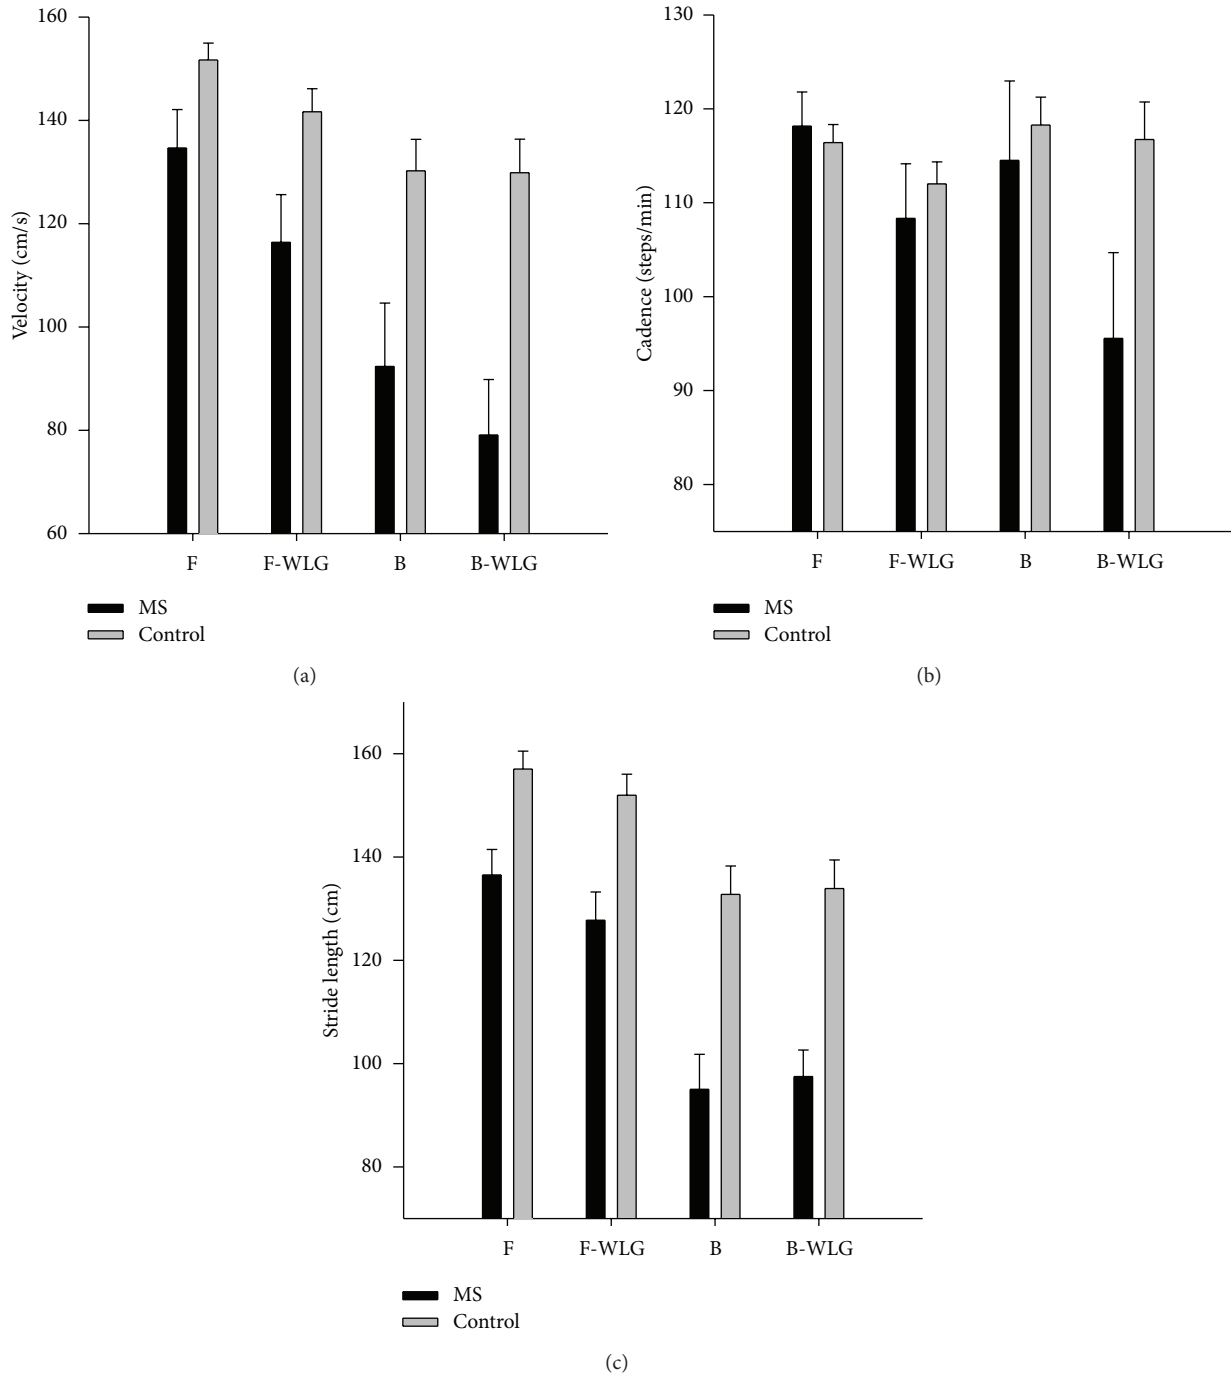 160
140
120
100
80
60
Velocity (cm/s)
F
F-WLG
B
B-WLG
MS
Control
(a)
130
120
110
100
90
80
Cadence (steps/min)
F
F-WLG
B
B-WLG
MS
Control
(b)
160
140
120
100
80
Stride length (cm)
F
F-WLG
B
B-WLG
MS
Control
(c)